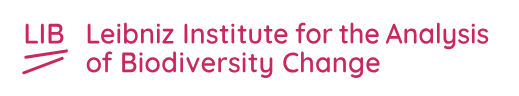 LIB
Leibniz Institute for the Analysis
of Biodiversity Change